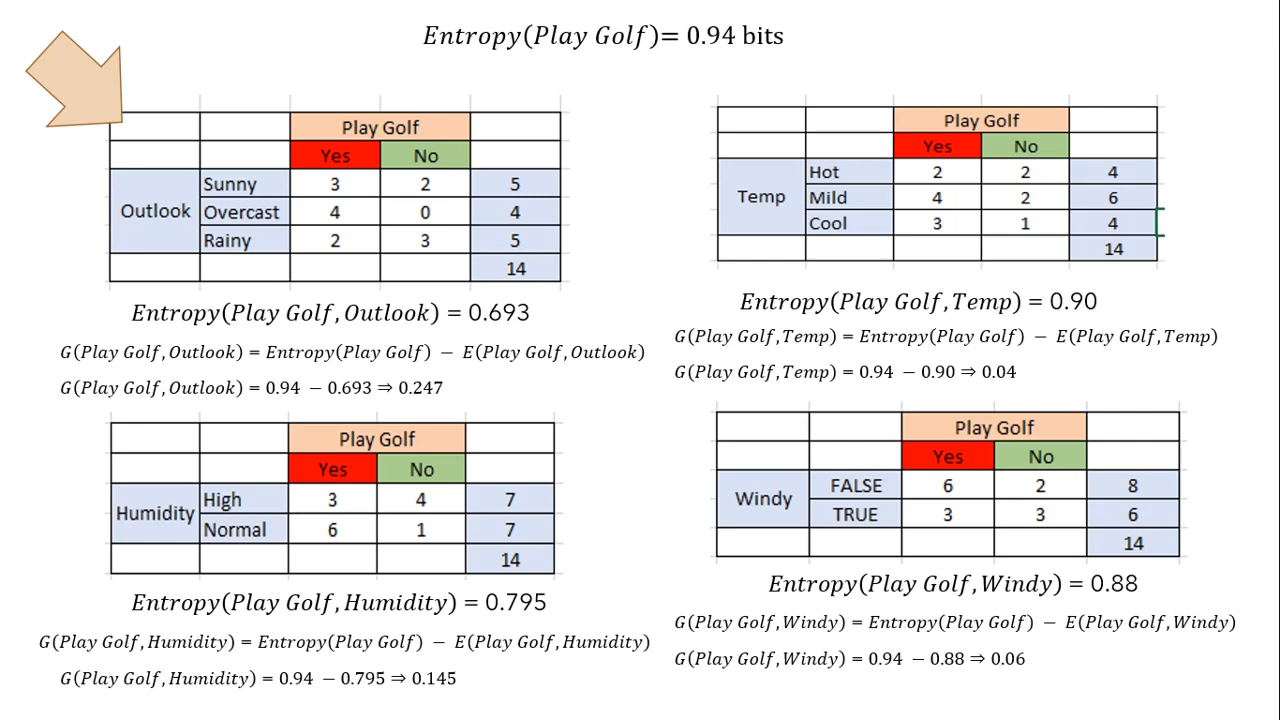 Entropy(Play Golf)= 0.94 bits
Play Golf
Yes No
Outlook Sunny 3 2 5
Overcast 4 0 4
Rainy 2 3 5
14
Entropy(Play Golf, Outlook) = 0.693
G(Play Golf, Outlook) = Entropy(Play Golf) − E(Play Golf, Outlook)
G(Play Golf, Outlook) = 0.94 − 0.693 ⇒ 0.247
Play Golf
Yes No
Temp Hot 2 2 4
Mild 4 2 6
Cool 3 1 4
14
Entropy(Play Golf, Temp) = 0.90
G(Play Golf, Temp) = Entropy(Play Golf) − E(Play Golf, Temp)
G(Play Golf, Temp) = 0.94 − 0.90 ⇒ 0.04
Play Golf
Yes No
Humidity High 3 4 7
Normal 6 1 7
14
Entropy(Play Golf, Humidity) = 0.795
G(Play Golf, Humidity) = Entropy(Play Golf) − E(Play Golf, Humidity)
G(Play Golf, Humidity) = 0.94 − 0.795 ⇒ 0.145
Play Golf
Yes No
Windy FALSE 6 2 8
TRUE 3 3 6
14
Entropy(Play Golf, Windy) = 0.88
G(Play Golf, Windy) = Entropy(Play Golf) − E(Play Golf, Windy)
G(Play Golf, Windy) = 0.94 − 0.88 ⇒ 0.06